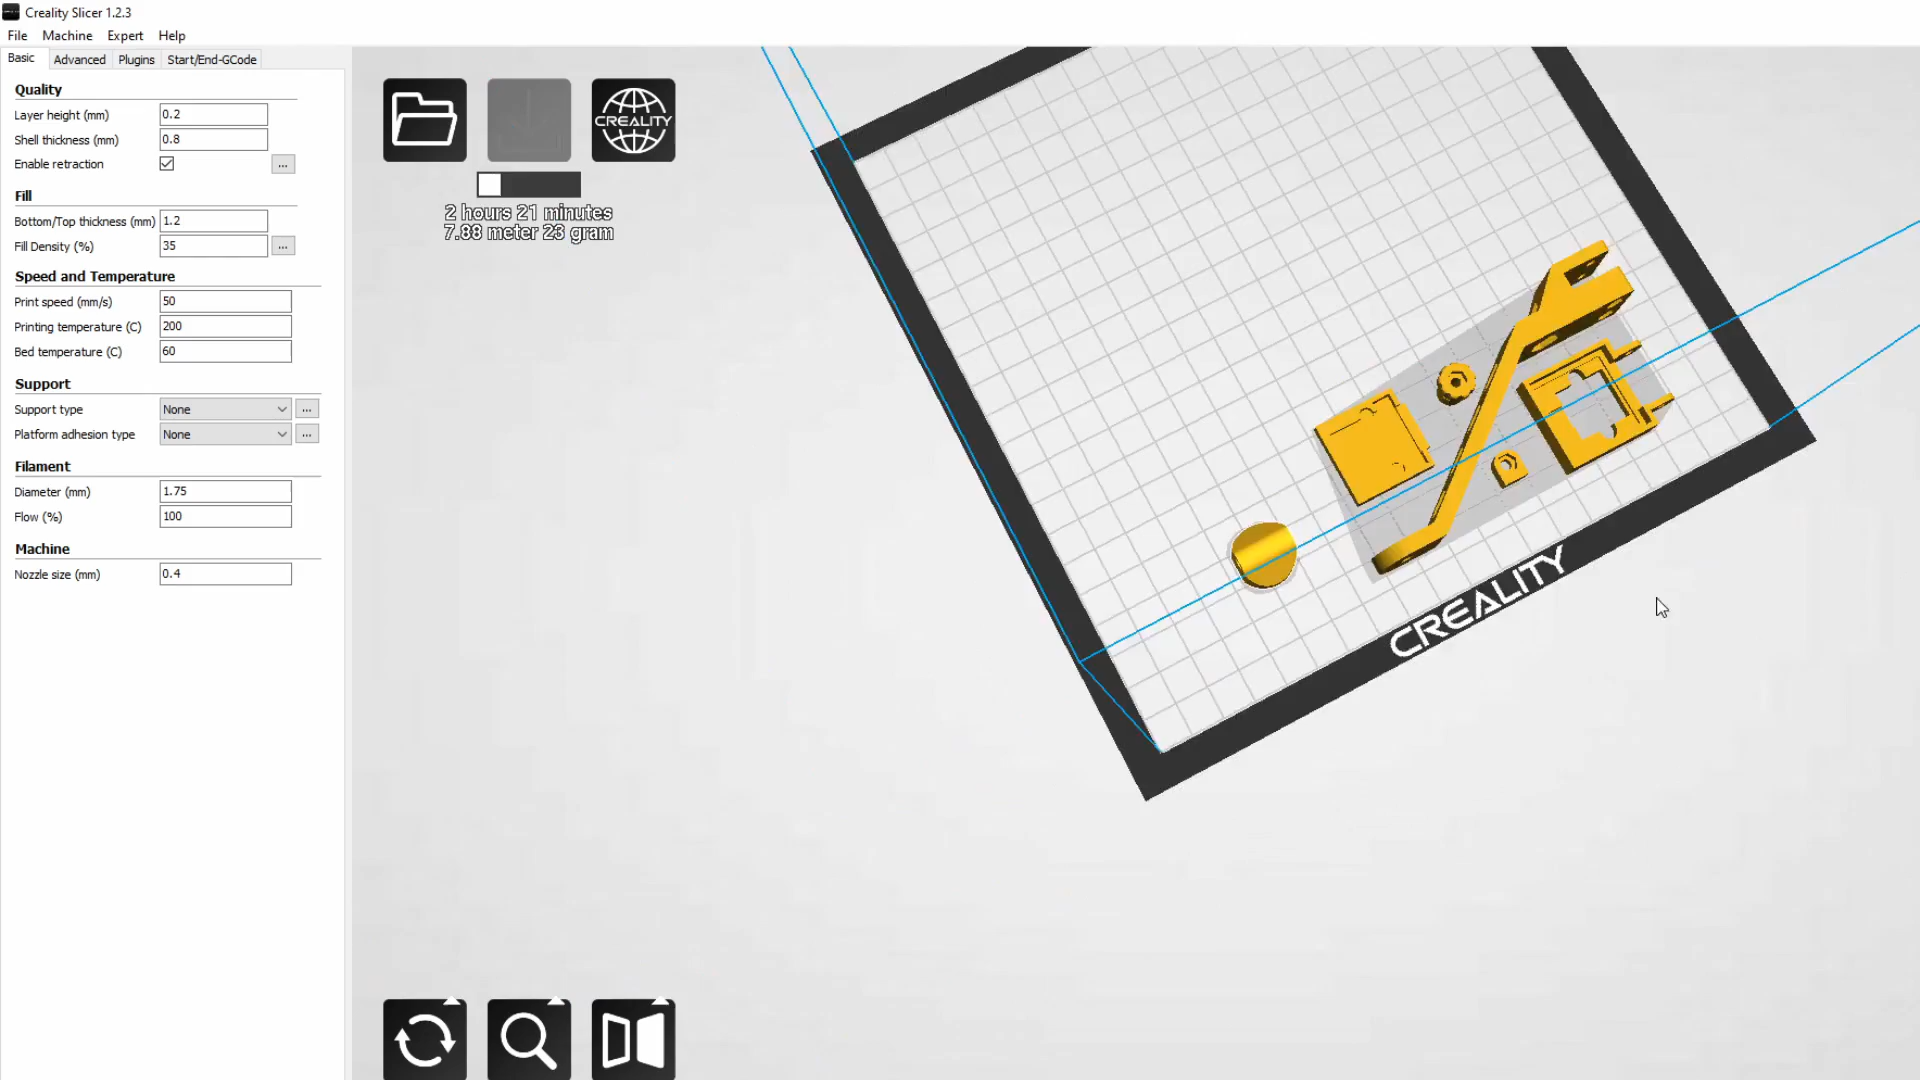 Creality Slicer 1.2.3
File Machine Expert Help
Basic Advanced Plugins Start/End-GCode
Quality
Layer height (mm) 0.2
Shell thickness (mm) 0.8
Enable retraction ...
Fill
Bottom/Top thickness (mm) 1.2
Fill Density (%) 35 ...
Speed and Temperature
Print speed (mm/s) 50
Printing temperature (C) 200
Bed temperature (C) 60
Support
Support type None ...
Platform adhesion type None ...
Filament
Diameter (mm) 1.75
Flow (%) 100
Machine
Nozzle size (mm) 0.4
CREALITY
2 hours 21 minutes
7.88 meter 23 gram
CREALITY